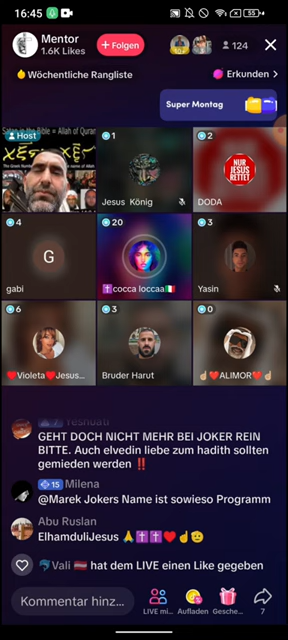 16:45
55
Mentor
1.6K Likes
+ Folgen
124
Wöchentliche Rangliste
Erkunden >
Super Montag
Host
= Allah of Quran
1
Jesus König
2
NUR
JESUS
RETTET
DODA
4
G
gabi
20
✝️cocca loccaa🇮🇹
3
Yasin
6
♥️Violeta♥️Jesus...
3
Bruder Harut
0
☝🏼❤️ALIMOR❤️☝🏼
GEHT DOCH NICHT MEHR BEI JOKER REIN
BITTE. Auch elvedin liebe zum hadith sollten
gemieden werden ‼️
15 Milena
@Marek Jokers Name ist sowieso Programm
Abu Ruslan
ElhamduliJesus 🙏✝️✝️♥️☝️🫡
🐬Vali 🇱🇻 hat dem LIVE einen Like gegeben
Kommentar hinz...
LIVE mi...
Aufladen
Gesche...
7